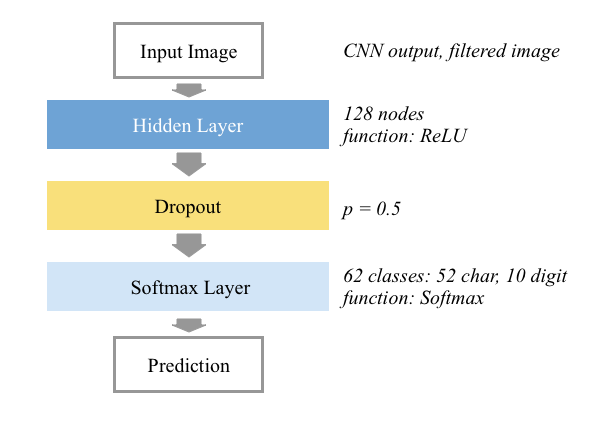 Input Image
CNN output, filtered image
Hidden Layer
128 nodes
function: ReLU
Dropout
p = 0.5
Softmax Layer
62 classes: 52 char, 10 digit
function: Softmax
Prediction